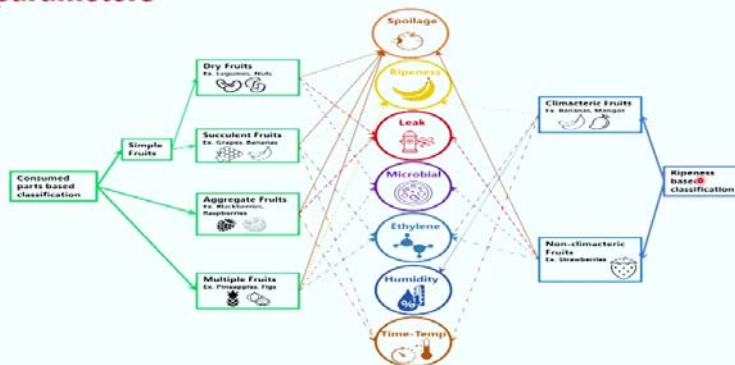 parameters
Spoilage
Dry Fruits
Ex. Legumes, Nuts
Ripeness
Climacteric Fruits
Ex. Bananas, Mangos
Leak
Simple
Fruits
Succulent Fruits
Ex. Grapes, Bananas
Consumed
parts based
classification
Microbial
Ripeness
based
classification
Aggregate Fruits
Ex. Blackberries,
Raspberries
Ethylene
Non-climacteric
Fruits
Ex. Strawberries
Multiple Fruits
Ex. Pineapples, Figs
Humidity
Time-Temp